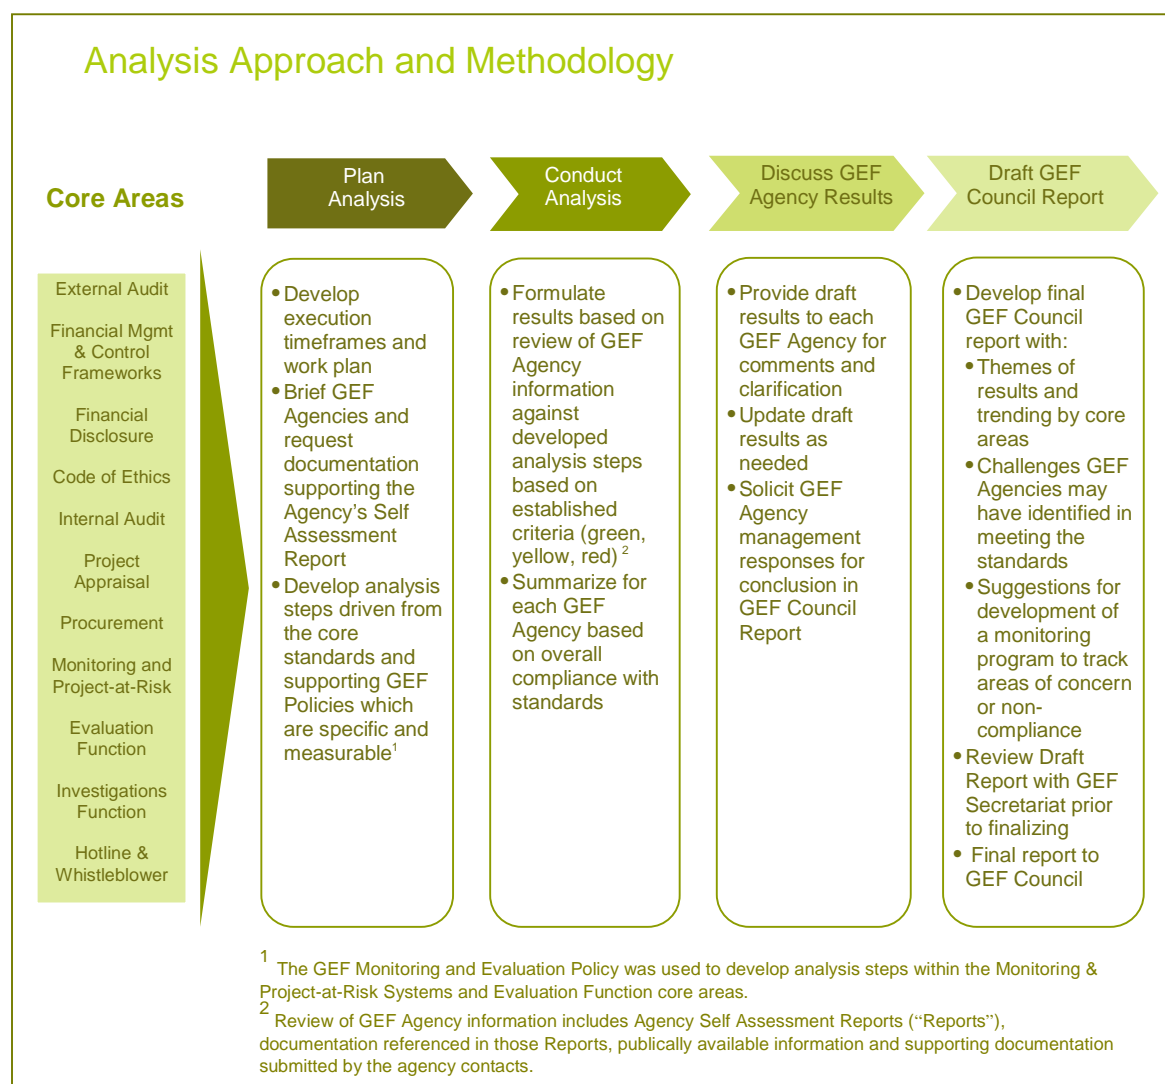 Analysis Approach and Methodology
Core Areas
Plan
Analysis
Conduct
Analysis
Discuss GEF
Agency Results
Draft GEF
Council Report
External Audit
Financial Mgmt
& Control
Frameworks
Financial
Disclosure
Code of Ethics
Internal Audit
Project
Appraisal
Procurement
Monitoring and
Project-at-Risk
Evaluation
Function
Investigations
Function
Hotline &
Whistleblower
• Develop
execution
timeframes and
work plan
• Brief GEF
Agencies and
request
documentation
supporting the
Agency's Self
Assessment
Report
• Develop analysis
steps driven from
the core
standards and
supporting GEF
Policies which
are specific and
measurable1
• Formulate
results based on
review of GEF
Agency
information
against
developed
analysis steps
based on
established
criteria (green,
yellow, red) 2
• Summarize for
each GEF
Agency based
on overall
compliance with
standards
• Provide draft
results to each
GEF Agency for
comments and
clarification
• Update draft
results as
needed
• Solicit GEF
Agency
management
responses for
conclusion in
GEF Council
Report
• Develop final
GEF Council
report with:
• Themes of
results and
trending by core
areas
• Challenges GEF
Agencies may
have identified in
meeting the
standards
• Suggestions for
development of
a monitoring
program to track
areas of concern
or non-
compliance
• Review Draft
Report with GEF
Secretariat prior
to finalizing
• Final report to
GEF Council
1 The GEF Monitoring and Evaluation Policy was used to develop analysis steps within the Monitoring &
Project-at-Risk Systems and Evaluation Function core areas.
2 Review of GEF Agency information includes Agency Self Assessment Reports (“Reports”),
documentation referenced in those Reports, publically available information and supporting documentation
submitted by the agency contacts.